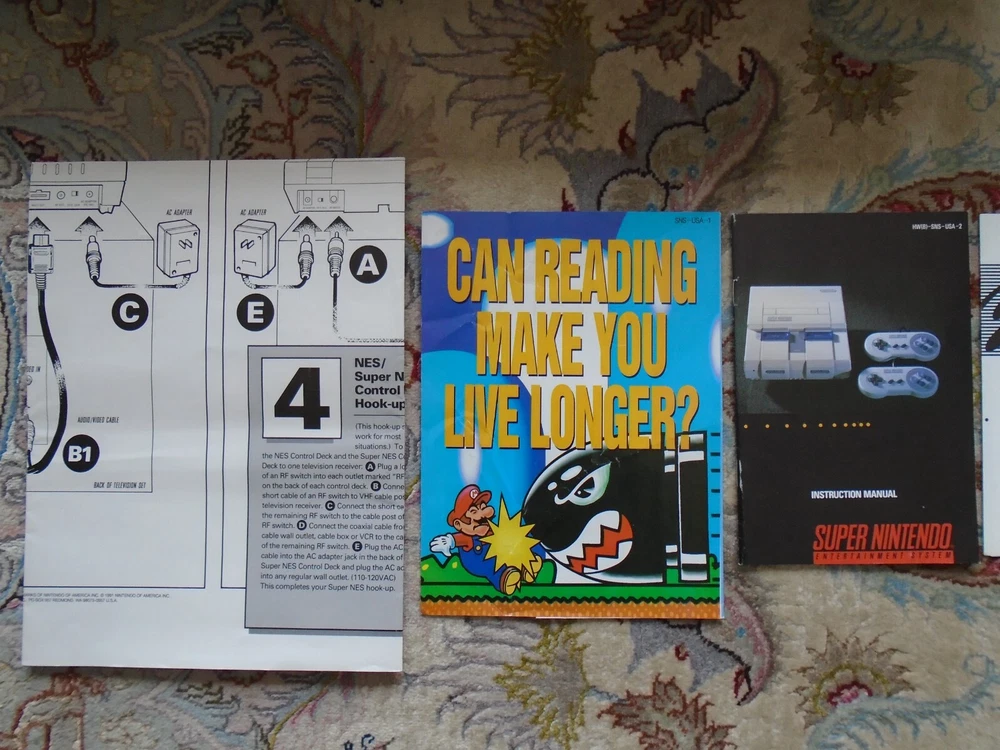 AC ADAPTER
AC ADAPTER
A
C
E
AUDIO/VIDEO CABLE
B1
BACK OF TELEVISION SET
4
NES/
Super N
Control
Hook-up
(This hook-up
work for most
situations.) To
the NES Control Deck and the Super NES C
Deck to one television receiver: A Plug a
of an RF switch into each outlet marked "RF
on the back of each control deck. B Conne
short cable of an RF switch to VHF cable pos
television receiver. C Connect the short
the remaining RF switch to the cable post of
RF switch. D Connect the coaxial cable fro
cable wall outlet, cable box or VCR to the ca
of the remaining RF switch. E Plug the AC
cable into the AC adapter jack in the back of
Super NES Control Deck and plug the AC
into any regular wall outlet. (110-120VAC)
This completes your Super NES hook-up.
SNS-USA-1
CAN READING
MAKE YOU
LIVE LONGER?
HW(B)-SNS-USA-2
INSTRUCTION MANUAL
SUPER NINTENDO
ENTERTAINMENT SYSTEM